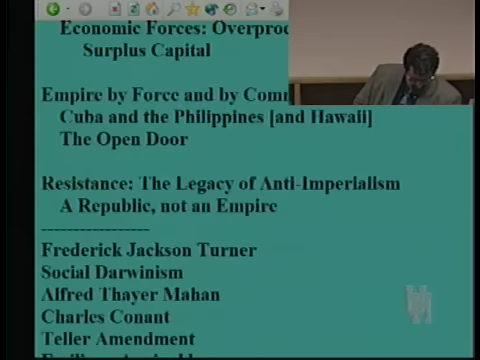 Economic Forces: Overproc
Surplus Capital
Empire by Force and by Com
Cuba and the Philippines [and Hawaii]
The Open Door
Resistance: The Legacy of Anti-Imperialism
A Republic, not an Empire
-----------------
Frederick Jackson Turner
Social Darwinism
Alfred Thayer Mahan
Charles Conant
Teller Amendment